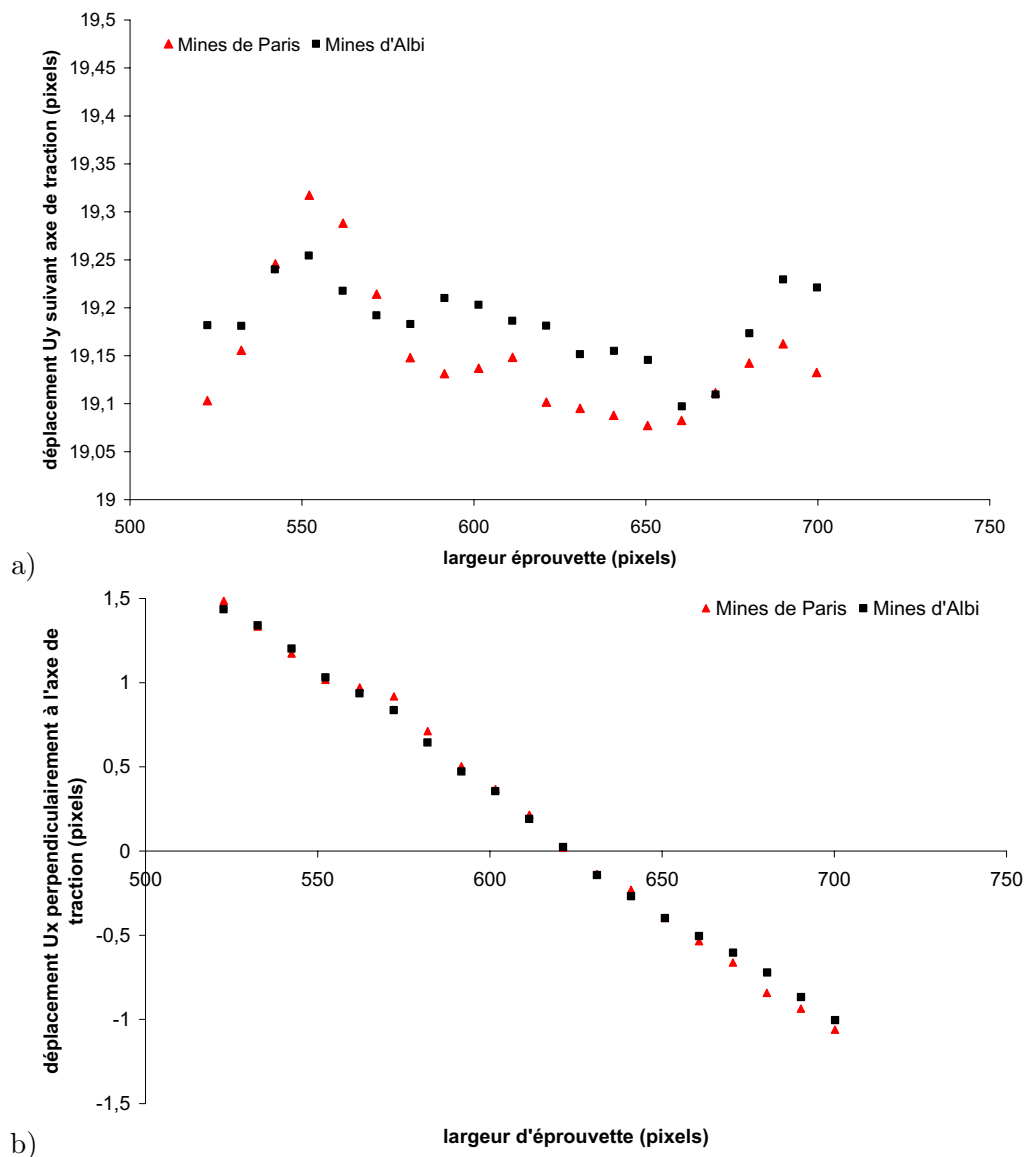 déplacement Uy suivant axe de traction (pixels)
19,5
19,45
19,4
19,35
19,3
19,25
19,2
19,15
19,1
19,05
19
Mines de Paris
Mines d'Albi
500
550
600
650
700
750
largeur éprouvette (pixels)
a)
déplacement Ux perpendiculairement à l'axe de
traction (pixels)
1,5
1
0,5
0
-0,5
-1
-1,5
Mines de Paris
Mines d'Albi
500
550
600
650
700
750
largeur d'éprouvette (pixels)
b)